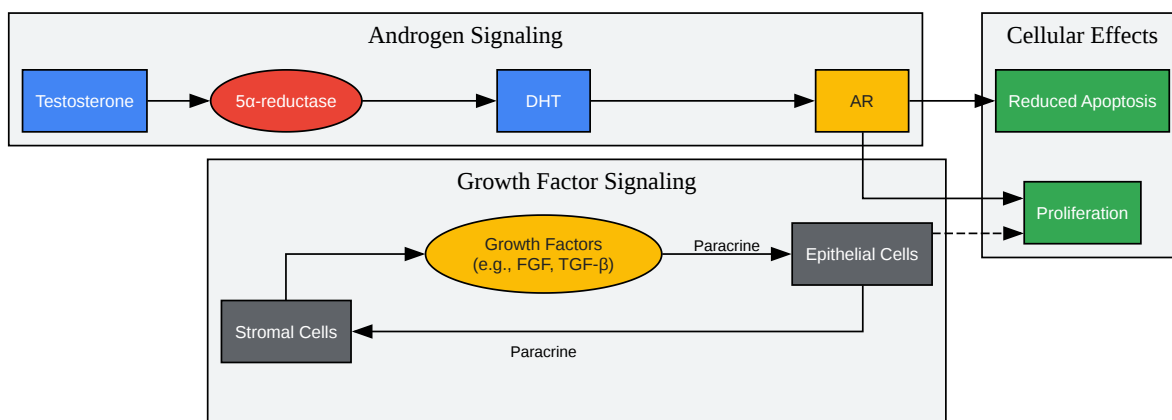 Androgen Signaling
Cellular Effects
Testosterone
5α-reductase
DHT
AR
Reduced Apoptosis
Growth Factor Signaling
Proliferation
Growth Factors
(e.g., FGF, TGF-β)
Paracrine
Epithelial Cells
Stromal Cells
Paracrine